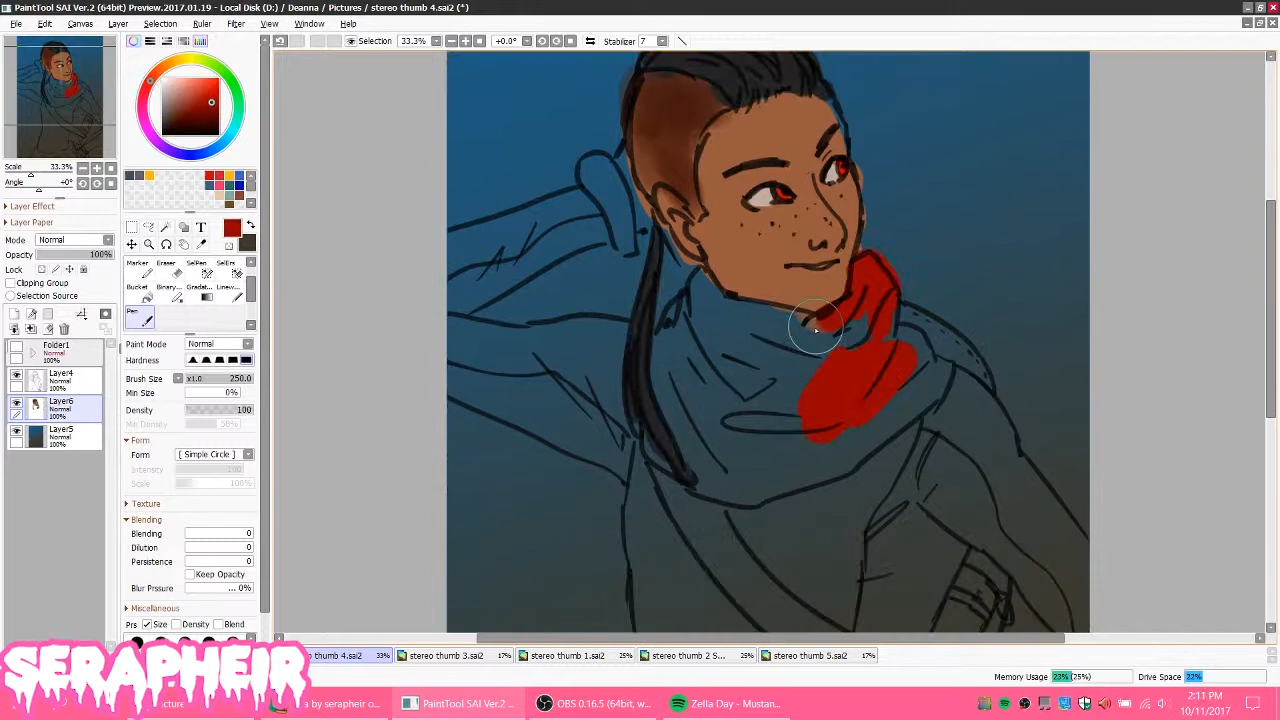 PaintTool SAI Ver.2 (64bit) Preview.2017.01.19 - Local Disk (D:) / Deanna / Pictures / stereo thumb 4.sai2 (*)
File Edit Canvas Layer Selection Ruler Filter View Window Help
Selection 33.3% +0.0° Stabilizer 7
Scale 33.3%
Angle +0°
Layer Effect
Layer Paper
Mode Normal
Opacity 100%
Lock
Clipping Group
Selection Source
Folder1
Normal
100%
Layer4
Normal
100%
Layer6
Normal
100%
Layer5
Normal
100%
T
Marker Eraser SelPen SelErs
Bucket Binary Gradation Linework
Pen
Paint Mode Normal
Hardness
Brush Size x1.0 250.0
Min Size 0%
Density 100
Min Density 58%
Form
Form [ Simple Circle ]
Intensity 100
Scale 100%
Texture
Blending
Blending 0
Dilution 0
Persistence 0
Keep Opacity
Blur Prssure ... 0%
Miscellaneous
Prs Size Density Blend
thumb 4.sai2 33% stereo thumb 3.sai2 17% stereo thumb 1.sai2 25% stereo thumb 2 S... 25% stereo thumb 5.sai2 17%
Memory Usage 23% (25%) Drive Space 22%
SERAPHEIR
by serapheir o... PaintTool SAI Ver.2 ... OBS 0.16.5 (64bit, w... Zella Day - Mustan...
2:11 PM
10/11/2017